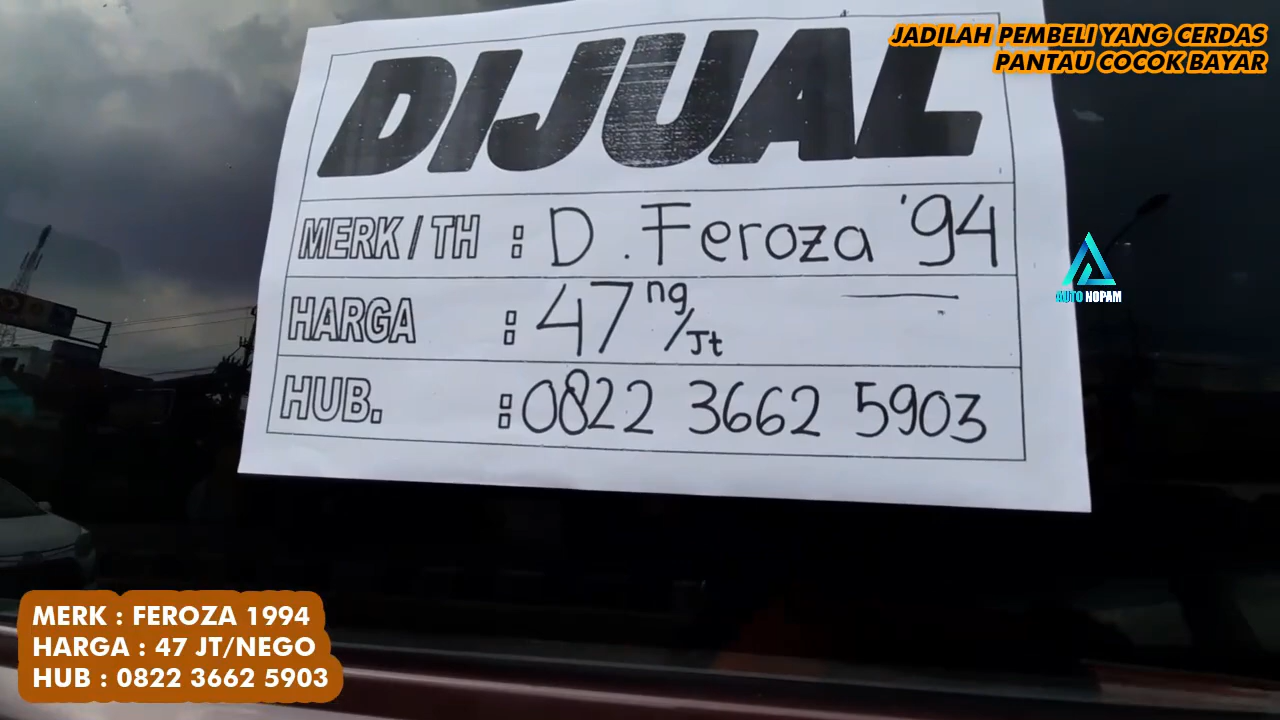 JADILAH PEMBELI YANG CERDAS
PANTAU COCOK BAYAR
DIJUAL
MERK / TH : D. Feroza '94
HARGA : 47 ng/Jt
HUB. : 0822 3662 5903
AUTO NOPAM
MERK : FEROZA 1994
HARGA : 47 JT/NEGO
HUB : 0822 3662 5903